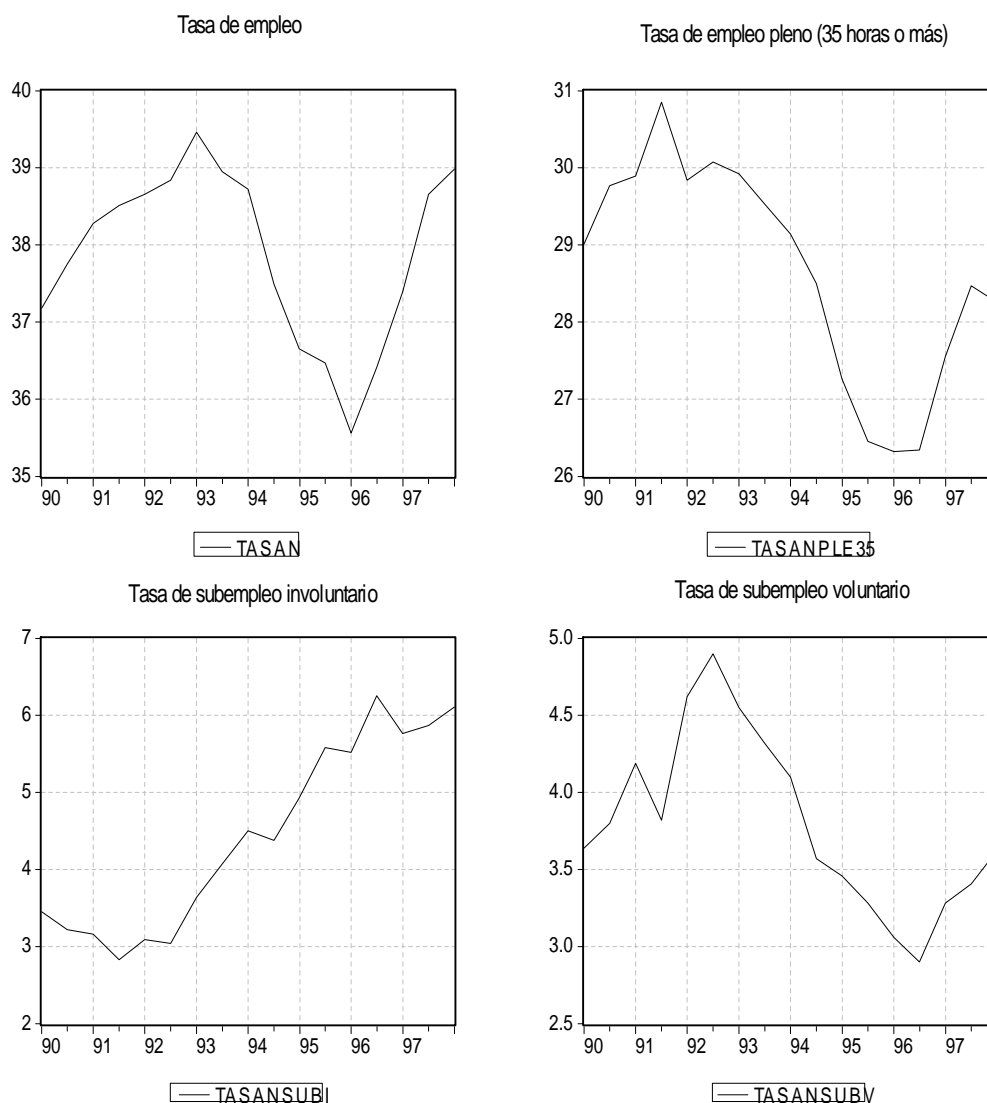 Tasa de empleo
40
39
38
37
36
35
90 91 92 93 94 95 96 97
TASAN
Tasa de empleo pleno (35 horas o más)
31
30
29
28
27
26
90 91 92 93 94 95 96 97
TASANPLE35
Tasa de subempleo involuntario
7
6
5
4
3
2
90 91 92 93 94 95 96 97
TASANSUBI
Tasa de subempleo voluntario
5.0
4.5
4.0
3.5
3.0
2.5
90 91 92 93 94 95 96 97
TASANSUBV